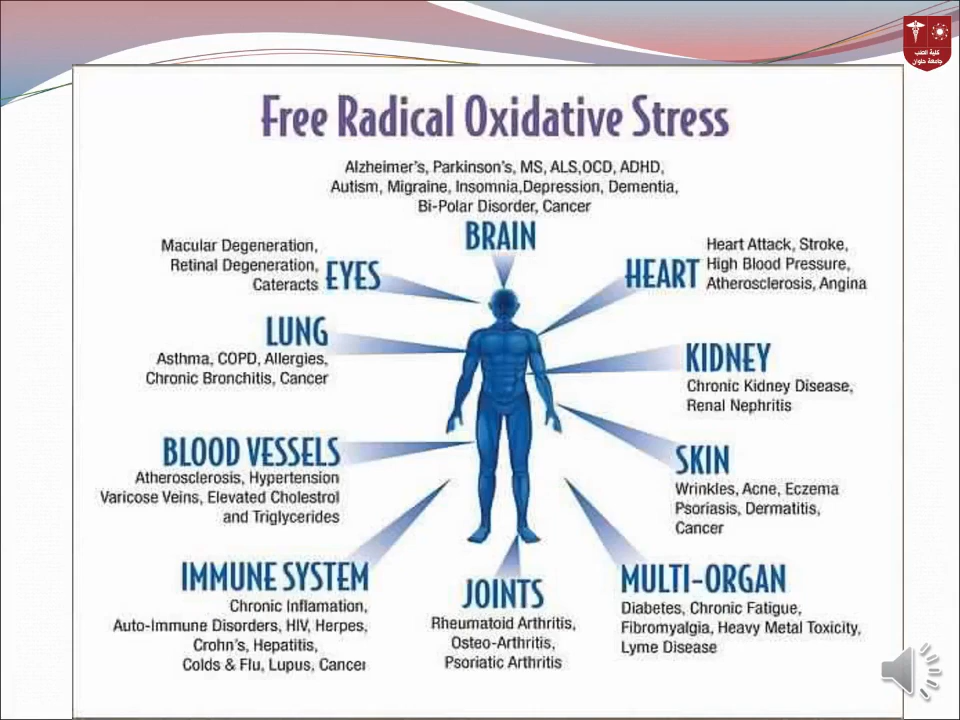 كلية الطب
جامعة حلوان
Free Radical Oxidative Stress
Alzheimer's, Parkinson's, MS, ALS,OCD, ADHD,
Autism, Migraine, Insomnia,Depression, Dementia,
Bi-Polar Disorder, Cancer
BRAIN
Macular Degeneration,
Retinal Degeneration,
Cataracts
EYES
HEART
Heart Attack, Stroke,
High Blood Pressure,
Atherosclerosis, Angina
LUNG
Asthma, COPD, Allergies,
Chronic Bronchitis, Cancer
KIDNEY
Chronic Kidney Disease,
Renal Nephritis
BLOOD VESSELS
Atherosclerosis, Hypertension
Varicose Veins, Elevated Cholestrol
and Triglycerides
SKIN
Wrinkles, Acne, Eczema
Psoriasis, Dermatitis,
Cancer
IMMUNE SYSTEM
Chronic Inflamation,
Auto-Immune Disorders, HIV, Herpes,
Crohn's, Hepatitis,
Colds & Flu, Lupus, Cancer
JOINTS
Rheumatoid Arthritis,
Osteo-Arthritis,
Psoriatic Arthritis
MULTI-ORGAN
Diabetes, Chronic Fatigue,
Fibromyalgia, Heavy Metal Toxicity,
Lyme Disease